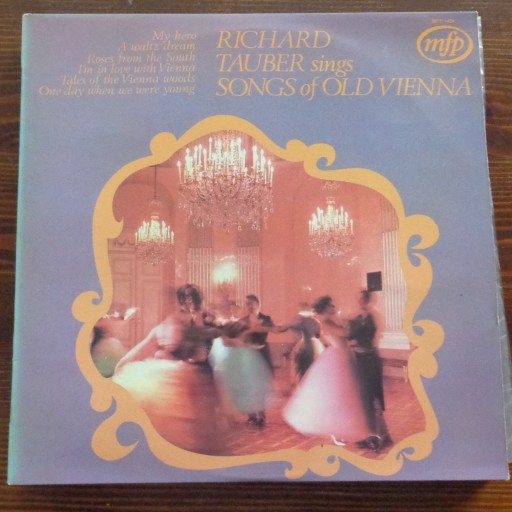 My hero
A waltz dream
Roses from the South
I'm in love with Vienna
Tales of the Vienna woods
One day when we were young
RICHARD
TAUBER sings
SONGS of OLD VIENNA
mfp